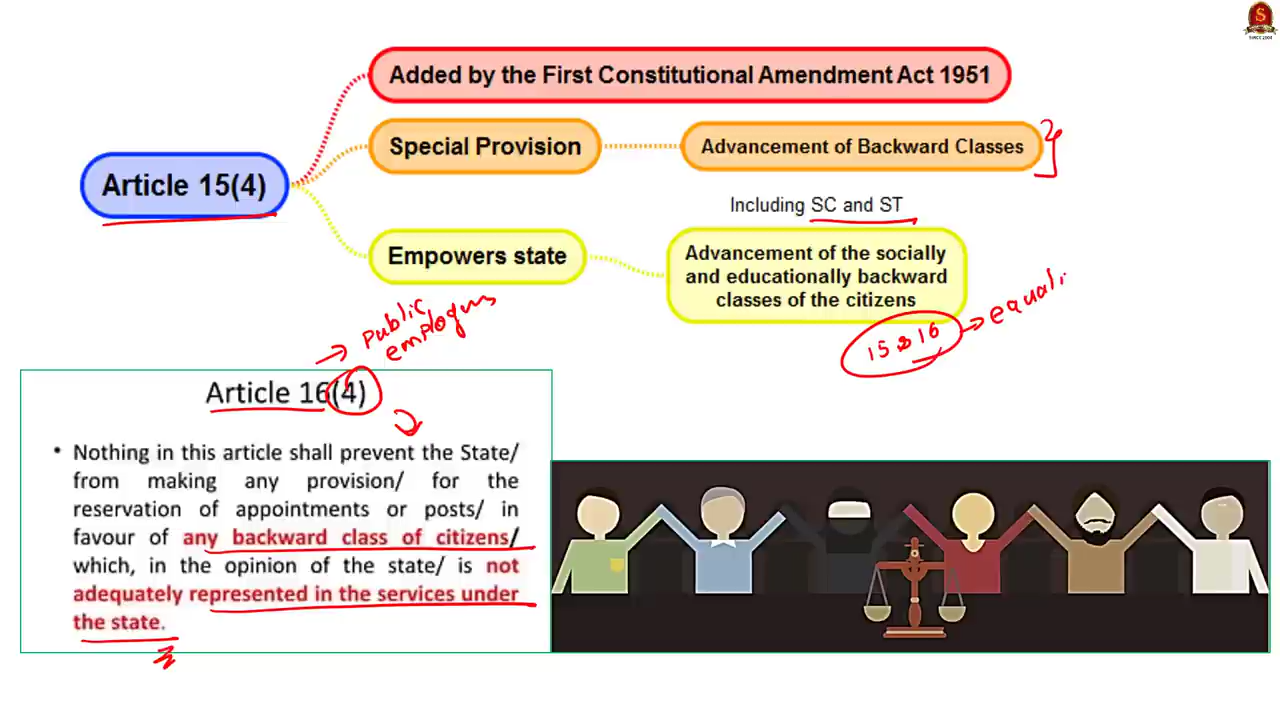 Added by the First Constitutional Amendment Act 1951
Special Provision
Advancement of Backward Classes
Article 15(4)
Including SC and ST
Empowers state
Advancement of the socially
and educationally backward
classes of the citizens
15 & 16
equali
Public
Article 16(4)
• Nothing in this article shall prevent the State/
from making any provision/ for the
reservation of appointments or posts/ in
favour of any backward class of citizens/
which, in the opinion of the state/ is not
adequately represented in the services under
the state.
S
SINCE 2004